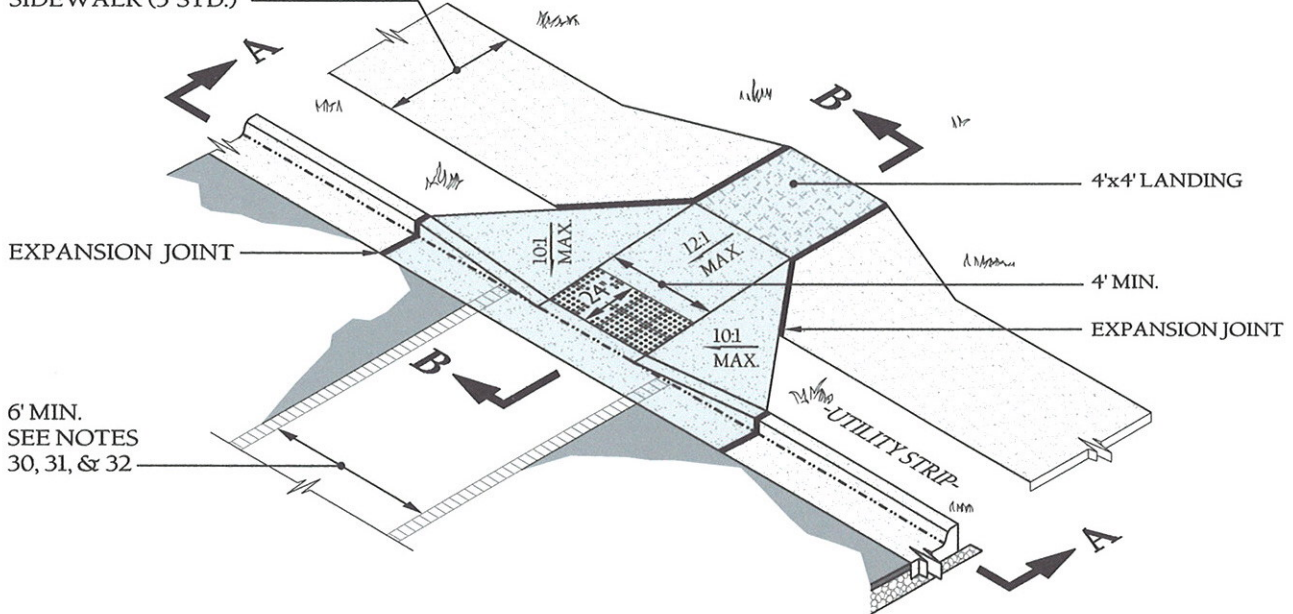 SIDEWALK (5' STD.)
A
B
4'x4' LANDING
EXPANSION JOINT
10:1
MAX.
12:1
MAX.
24"
4' MIN.
EXPANSION JOINT
10:1
MAX.
B
6' MIN.
SEE NOTES
30, 31, & 32
-UTILITY STRIP-
A